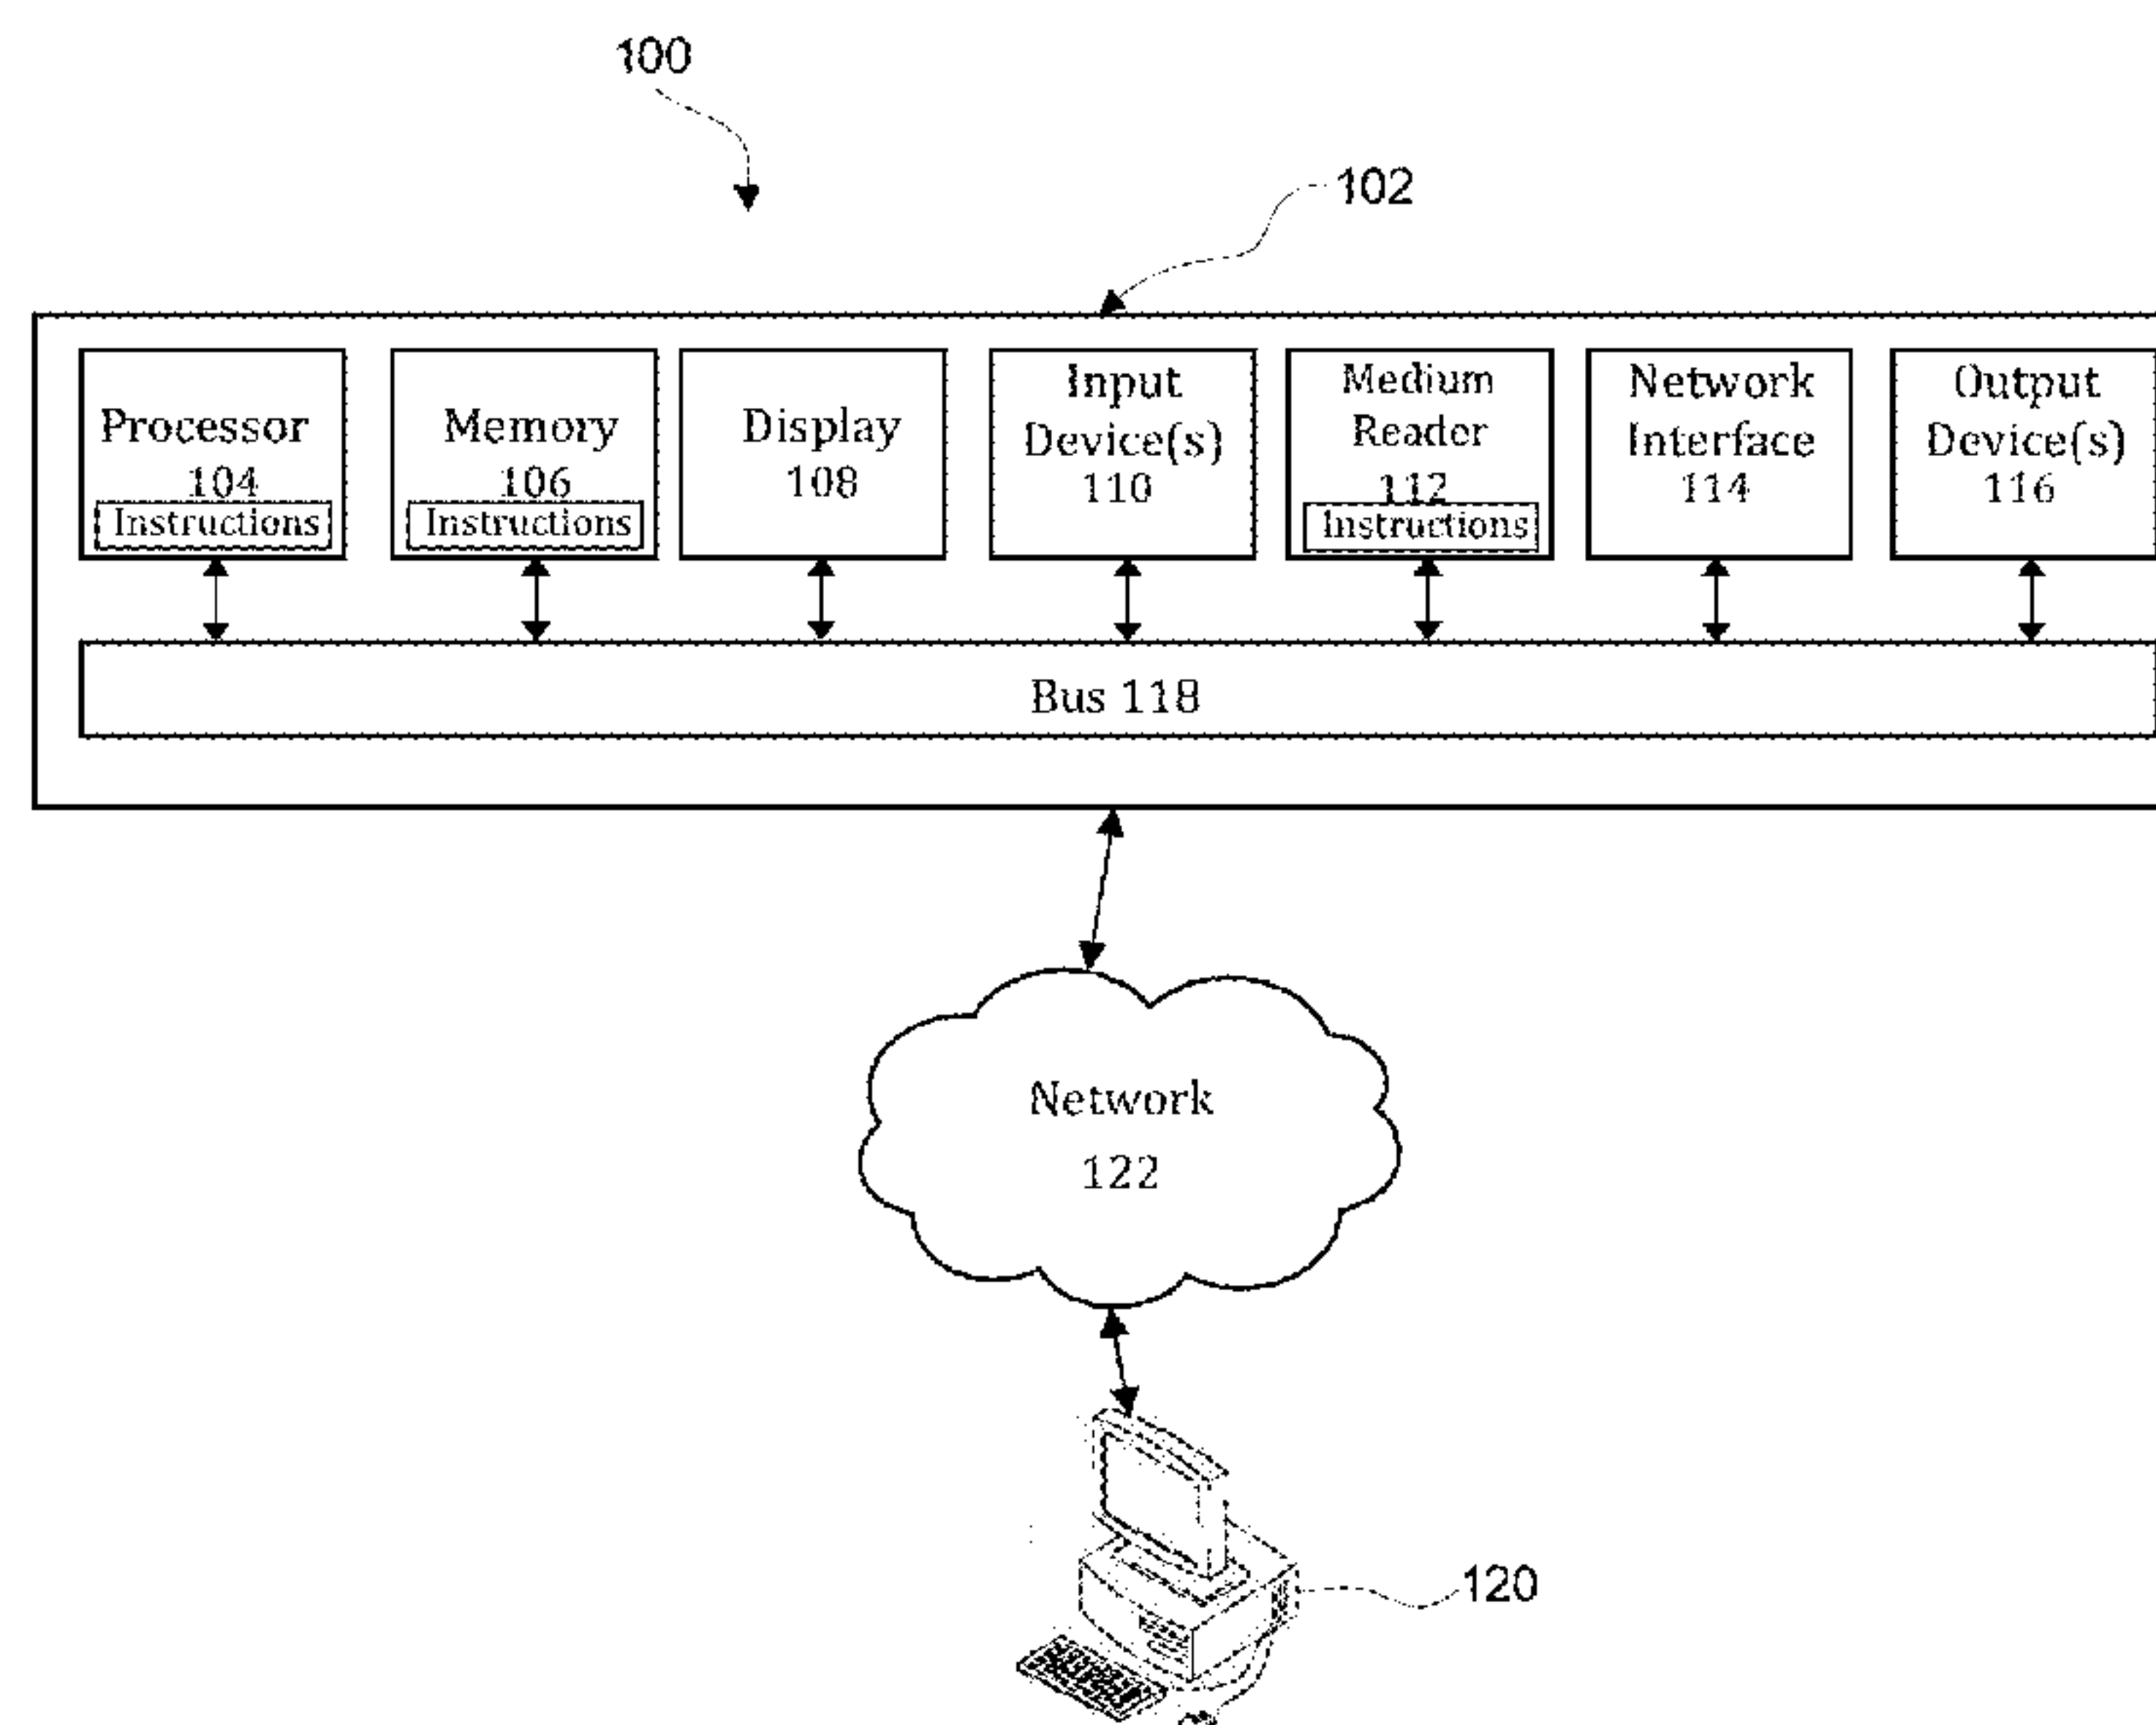 100
102
Processor
104
Instructions
Memory
106
Instructions
Display
108
Input
Device(s)
110
Medium
Reader
112
Instructions
Network
Interface
114
Output
Device(s)
116
Bus 118
Network
122
120